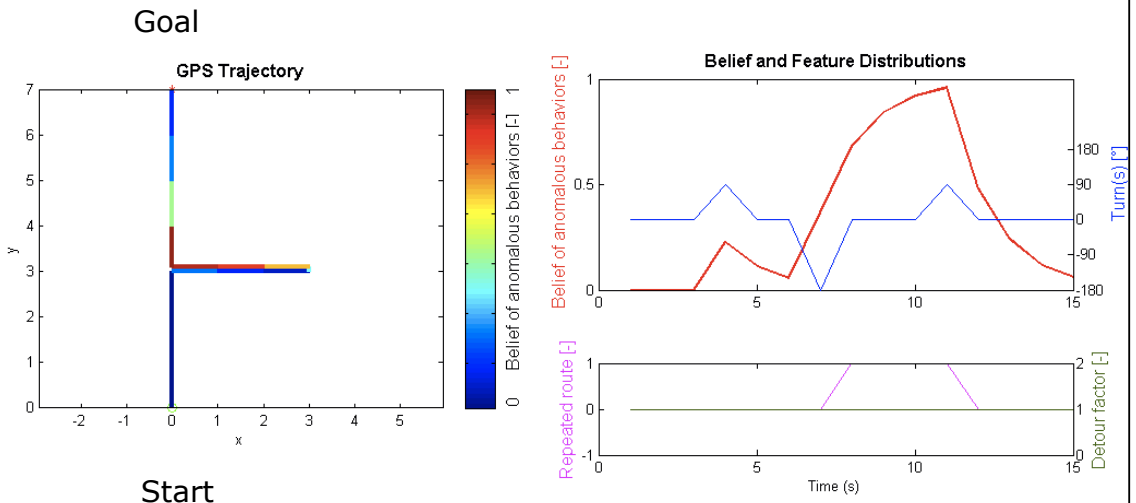 Goal
GPS Trajectory
7
6
5
4
3
2
1
0
y
-2 -1 0 1 2 3 4 5
x
Start
0 Belief of anomalous behaviors [-] 1
Belief and Feature Distributions
Belief of anomalous behaviors [-]
1
0.5
0
0 5 10 15
180
90
0
-90
-180
Turn(s) [°]
Repeated route [-]
1
0
-1
0 5 10 15
Time (s)
2
1
0
Detour factor [-]